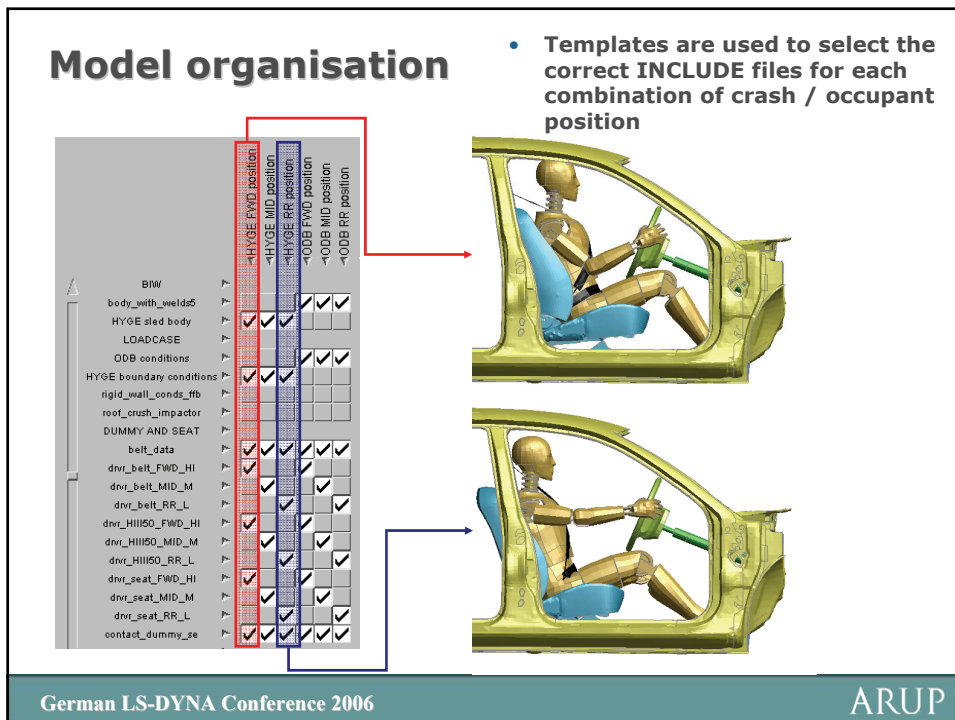 Model organisation
• Templates are used to select the
correct INCLUDE files for each
combination of crash / occupant
position
HYGE FWD position
HYGE MID position
HYGE RR position
ODB FWD position
ODB MID position
ODB RR position
BIW
body_with_welds5
HYGE sled body
LOADCASE
ODB conditions
HYGE boundary conditions
rigid_wall_conds_ffb
roof_crush_impactor
DUMMY AND SEAT
belt_data
drvr_belt_FWD_HI
drvr_belt_MID_M
drvr_belt_RR_L
drvr_HIII50_FWD_HI
drvr_HIII50_MID_M
drvr_HIII50_RR_L
drvr_seat_FWD_HI
drvr_seat_MID_M
drvr_seat_RR_L
contact_dummy_se
German LS-DYNA Conference 2006
ARUP